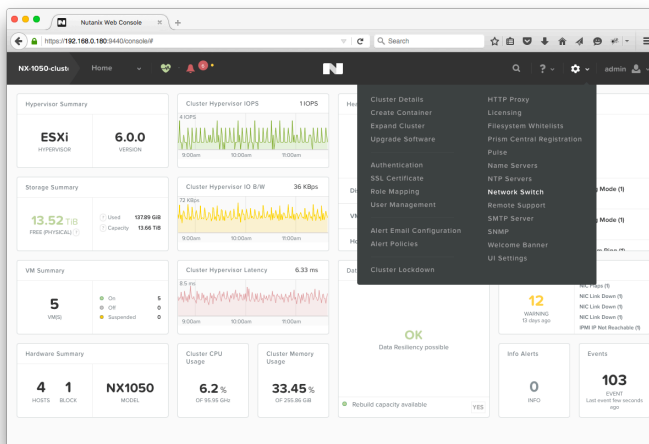 Nutanix Web Console
https://192.168.0.180:9440/console/#
Search
NX-1050-clust
Home
?
admin
Hypervisor Summary
ESXi
HYPERVISOR
6.0.0
VERSION
Cluster Hypervisor IOPS
1 IOPS
4 IOPS
9:00am 10:00am 11:00am
Cluster Details
Create Container
Expand Cluster
Upgrade Software
Authentication
SSL Certificate
Role Mapping
User Management
Alert Email Configuration
Alert Policies
Cluster Lockdown
HTTP Proxy
Licensing
Filesystem Whitelists
Prism Central Registration
Pulse
Name Servers
NTP Servers
Network Switch
Remote Support
SMTP Server
SNMP
Welcome Banner
UI Settings
Storage Summary
13.52 TiB
FREE (PHYSICAL)
Used 137.89 GiB
Capacity 13.66 TiB
Cluster Hypervisor IO B/W
36 KBps
72 KBps
9:00am 10:00am 11:00am
g Mode (1)
Mode (1)
VM Summary
5
VM(S)
On 5
Off 0
Suspended 0
Cluster Hypervisor Latency
6.33 ms
8.5 ms
9:00am 10:00am 11:00am
OK
Data Resiliency possible
12
WARNING
13 days ago
NIC Flaps (1)
NIC Link Down (1)
NIC Link Down (1)
IPMI IP Not Reachable (1)
Hardware Summary
4
HOSTS
1
BLOCK
NX1050
MODEL
Cluster CPU
Usage
6.2 %
OF 95.95 GHz
Cluster Memory
Usage
33.45 %
OF 255.86 GiB
Rebuild capacity available
YES
Info Alerts
0
INFO
Events
103
EVENT
Last event few seconds
ago